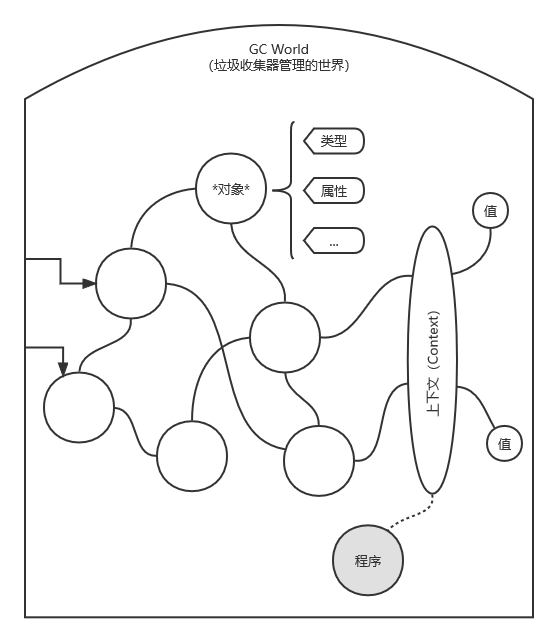 GC World
（垃圾收集器管理的世界）
类型
*对象*
属性
...
值
上下文（Context）
值
程序